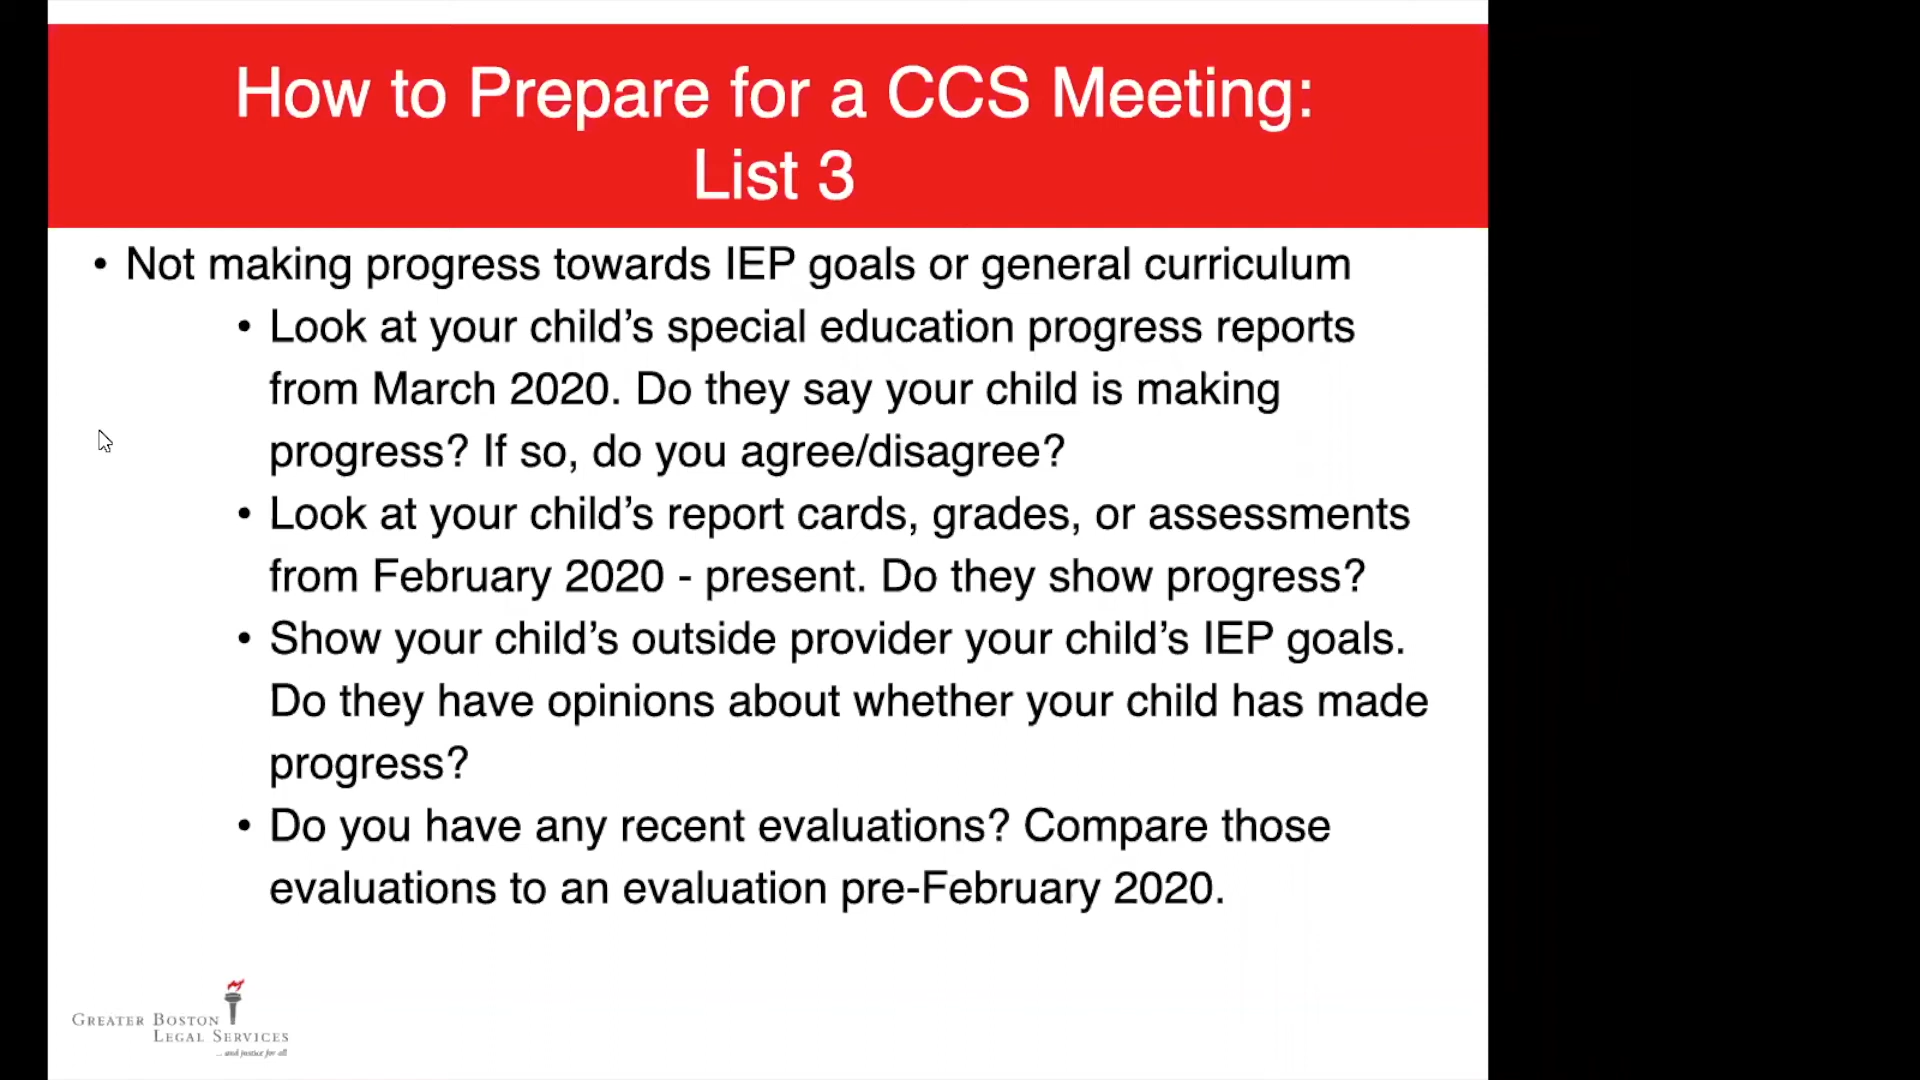 How to Prepare for a CCS Meeting:
List 3
• Not making progress towards IEP goals or general curriculum
• Look at your child’s special education progress reports
from March 2020. Do they say your child is making
progress? If so, do you agree/disagree?
• Look at your child’s report cards, grades, or assessments
from February 2020 - present. Do they show progress?
• Show your child’s outside provider your child’s IEP goals.
Do they have opinions about whether your child has made
progress?
• Do you have any recent evaluations? Compare those
evaluations to an evaluation pre-February 2020.
GREATER BOSTON
LEGAL SERVICES
... and justice for all